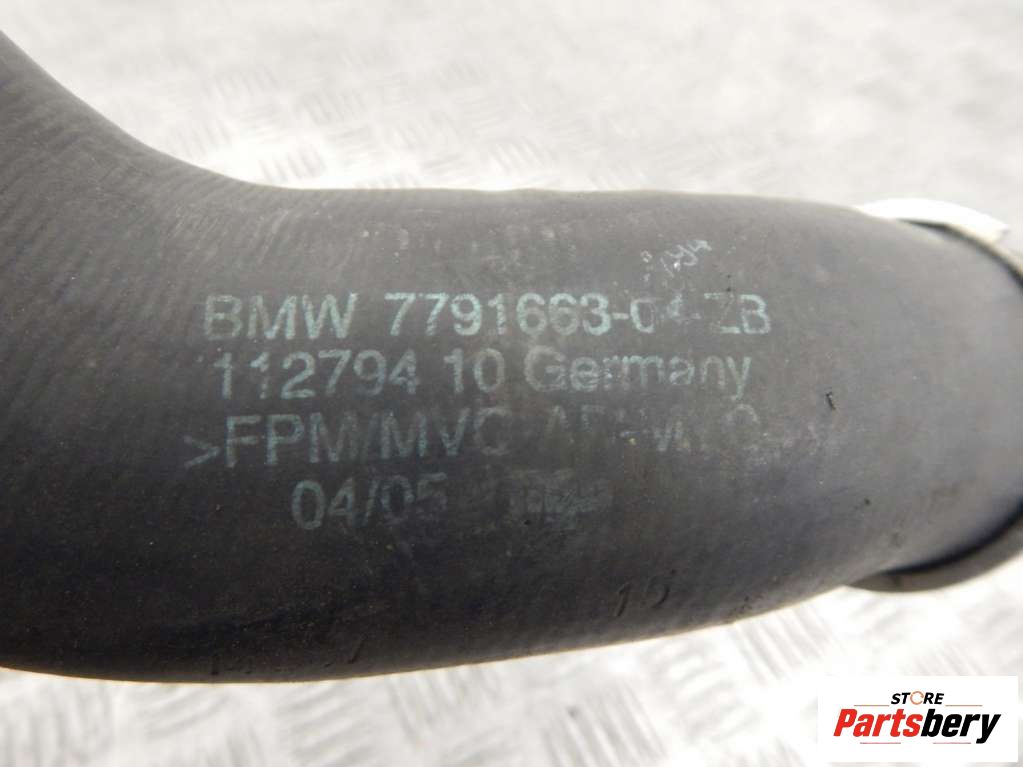 BMW 7791663-04-ZB
112794 10 Germany
>FPM/MVQ
04/05
STORE
Partsbery